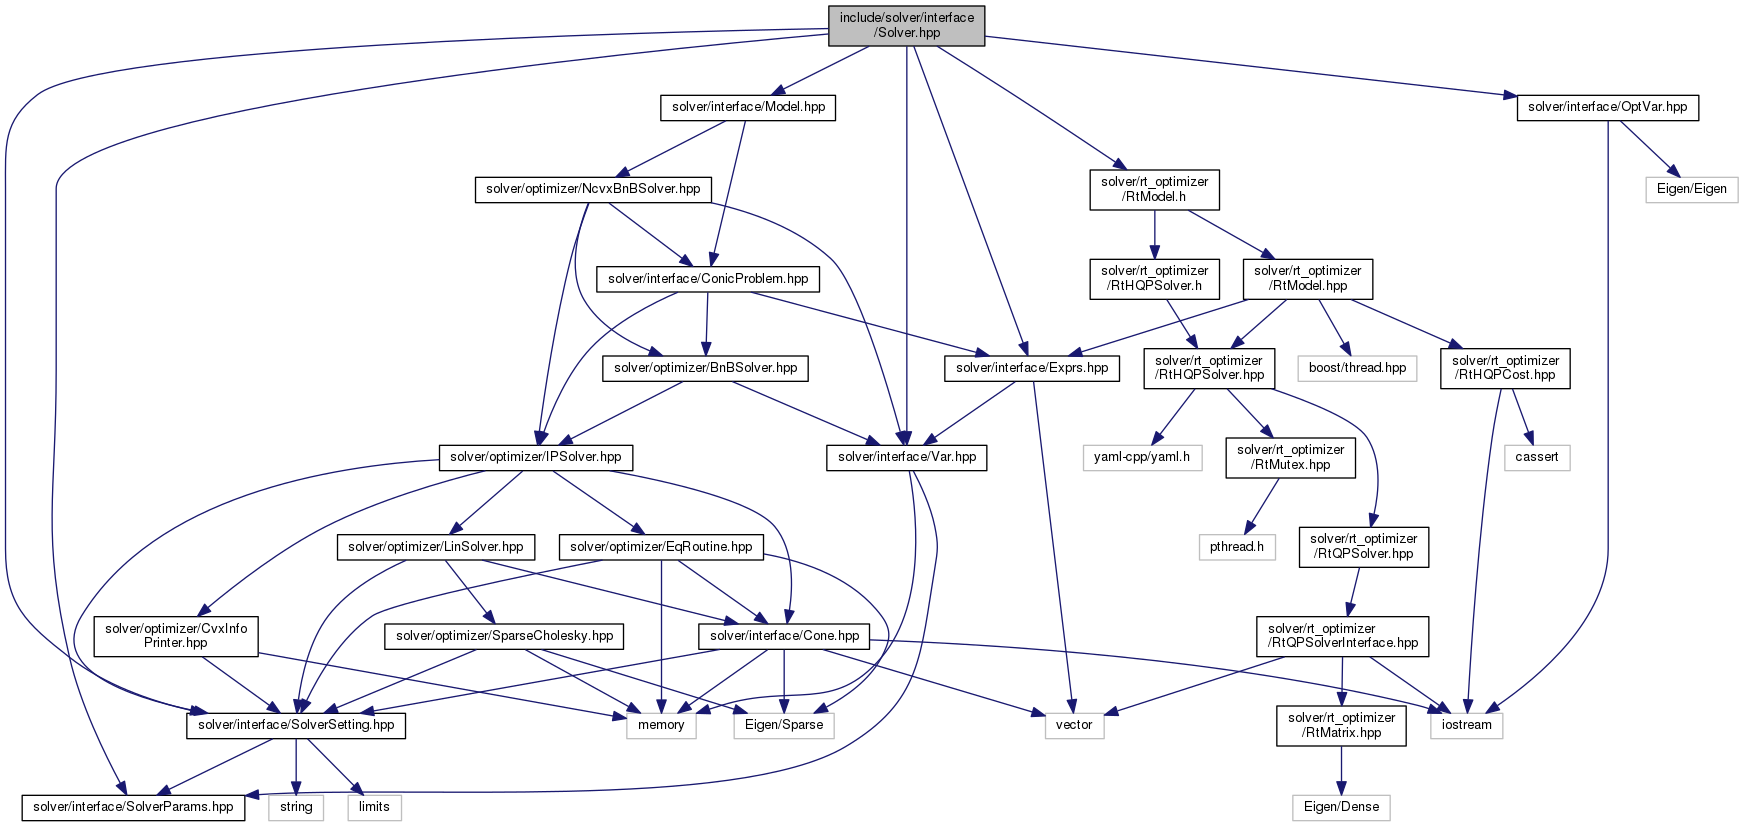 include/solver/interface
/Solver.hpp
solver/interface/Model.hpp
solver/interface/OptVar.hpp
solver/optimizer/NcvxBnBSolver.hpp
solver/rt_optimizer
/RtModel.h
Eigen/Eigen
solver/interface/ConicProblem.hpp
solver/rt_optimizer
/RtHQPSolver.h
solver/rt_optimizer
/RtModel.hpp
solver/optimizer/BnBSolver.hpp
solver/interface/Exprs.hpp
solver/rt_optimizer
/RtHQPSolver.hpp
boost/thread.hpp
solver/rt_optimizer
/RtHQPCost.hpp
solver/optimizer/IPSolver.hpp
solver/interface/Var.hpp
yaml-cpp/yaml.h
solver/rt_optimizer
/RtMutex.hpp
cassert
solver/optimizer/LinSolver.hpp
solver/optimizer/EqRoutine.hpp
pthread.h
solver/rt_optimizer
/RtQPSolver.hpp
solver/optimizer/CvxInfo
Printer.hpp
solver/optimizer/SparseCholesky.hpp
solver/interface/Cone.hpp
solver/rt_optimizer
/RtQPSolverInterface.hpp
solver/interface/SolverSetting.hpp
memory
Eigen/Sparse
vector
solver/rt_optimizer
/RtMatrix.hpp
iostream
solver/interface/SolverParams.hpp
string
limits
Eigen/Dense